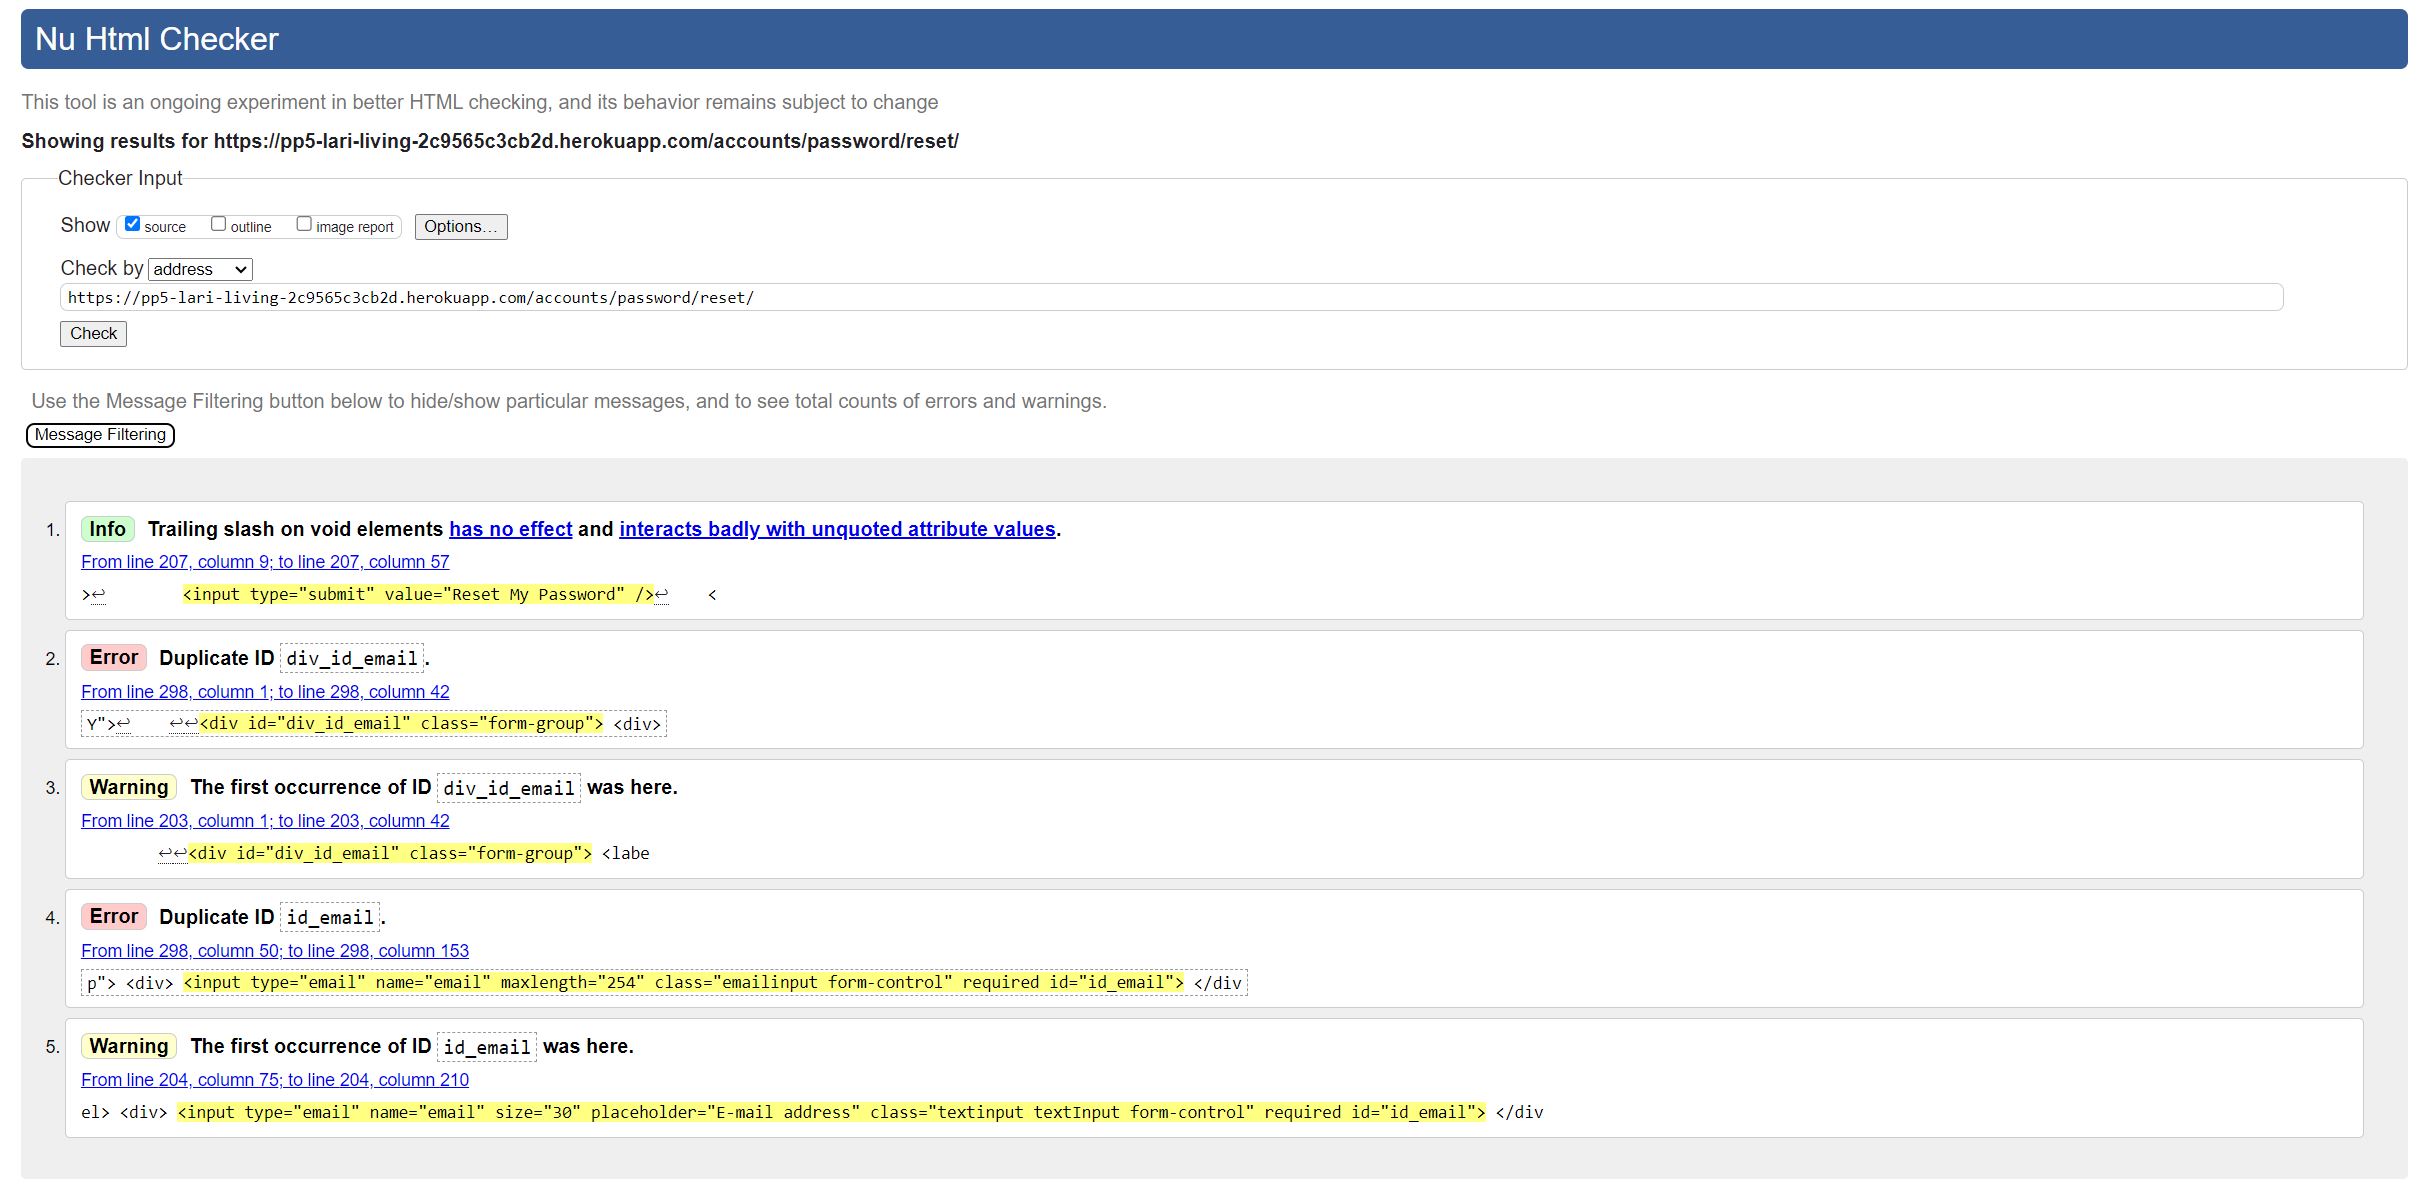 Nu Html Checker
This tool is an ongoing experiment in better HTML checking, and its behavior remains subject to change
Showing results for https://pp5-lari-living-2c9565c3cb2d.herokuapp.com/accounts/password/reset/
Checker Input
Show source outline image report Options...
Check by address
https://pp5-lari-living-2c9565c3cb2d.herokuapp.com/accounts/password/reset/
Check
Use the Message Filtering button below to hide/show particular messages, and to see total counts of errors and warnings.
Message Filtering
1. Info Trailing slash on void elements has no effect and interacts badly with unquoted attribute values.
From line 207, column 9; to line 207, column 57
>↩ <input type="submit" value="Reset My Password" />↩ <
2. Error Duplicate ID div_id_email.
From line 298, column 1; to line 298, column 42
Y">↩ ↩↩<div id="div_id_email" class="form-group"> <div>
3. Warning The first occurrence of ID div_id_email was here.
From line 203, column 1; to line 203, column 42
↩↩<div id="div_id_email" class="form-group"> <labe
4. Error Duplicate ID id_email.
From line 298, column 50; to line 298, column 153
p"> <div> <input type="email" name="email" maxlength="254" class="emailinput form-control" required id="id_email"> </div
5. Warning The first occurrence of ID id_email was here.
From line 204, column 75; to line 204, column 210
el> <div> <input type="email" name="email" size="30" placeholder="E-mail address" class="textinput textInput form-control" required id="id_email"> </div